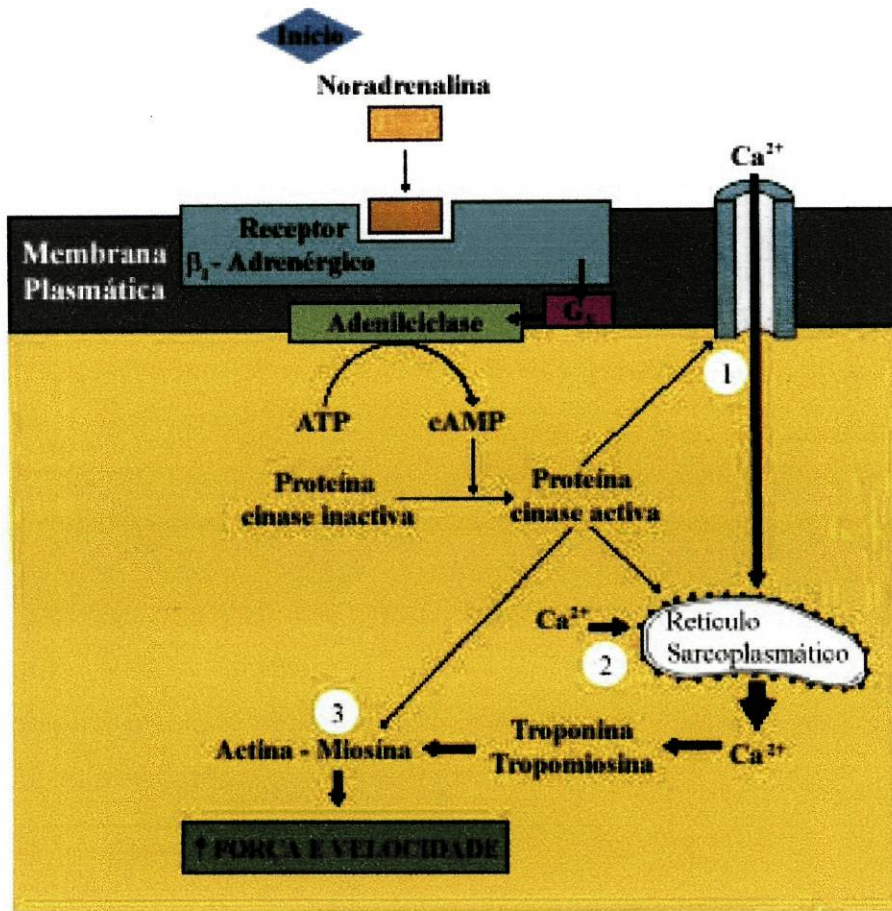 Início
Noradrenalina
Ca²⁺
Receptor
β₁- Adrenérgico
Membrana
Plasmática
Gₛ
Adenilciclase
1
ATP
cAMP
Proteína
cinase inactiva
Proteína
cinase activa
Ca²⁺
2
Retículo
Sarcoplasmático
3
Actina - Miosína
Troponina
Tropomiosina
Ca²⁺
↑ FORÇA E VELOCIDADE